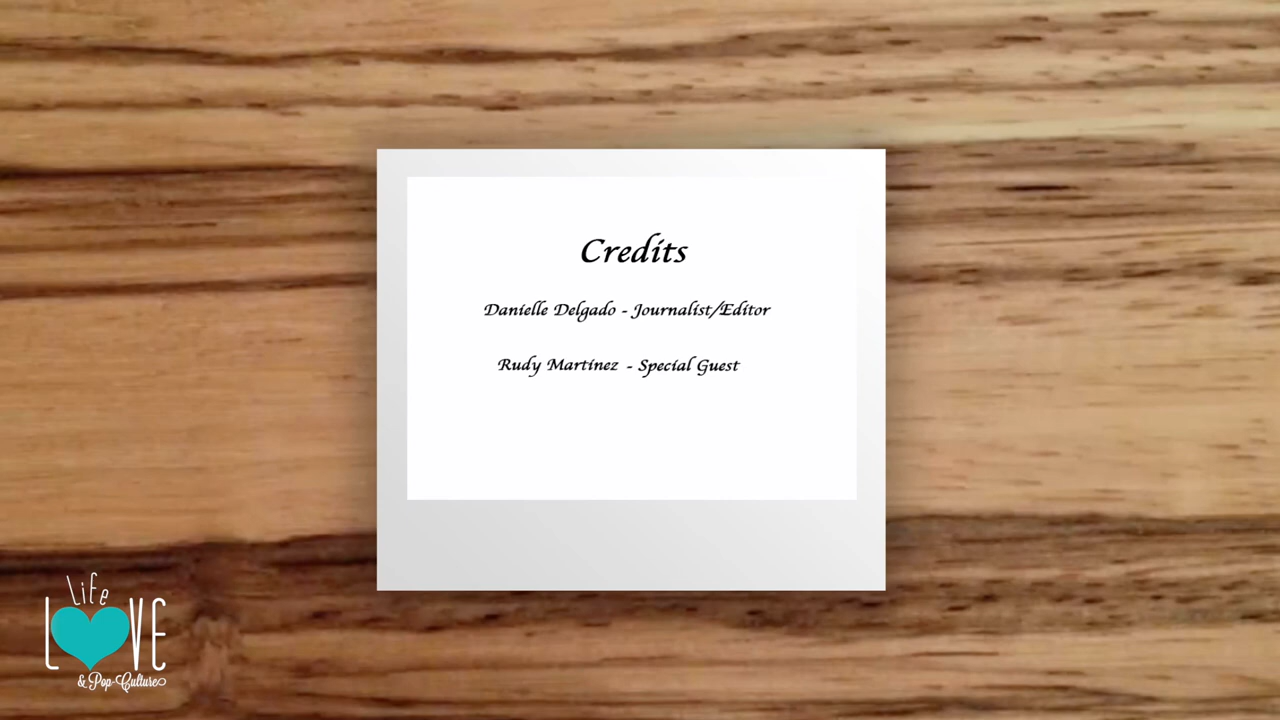 Credits
Danielle Delgado - Journalist/Editor
Rudy Martinez - Special Guest
Life
LOVE
& Pop-Culture